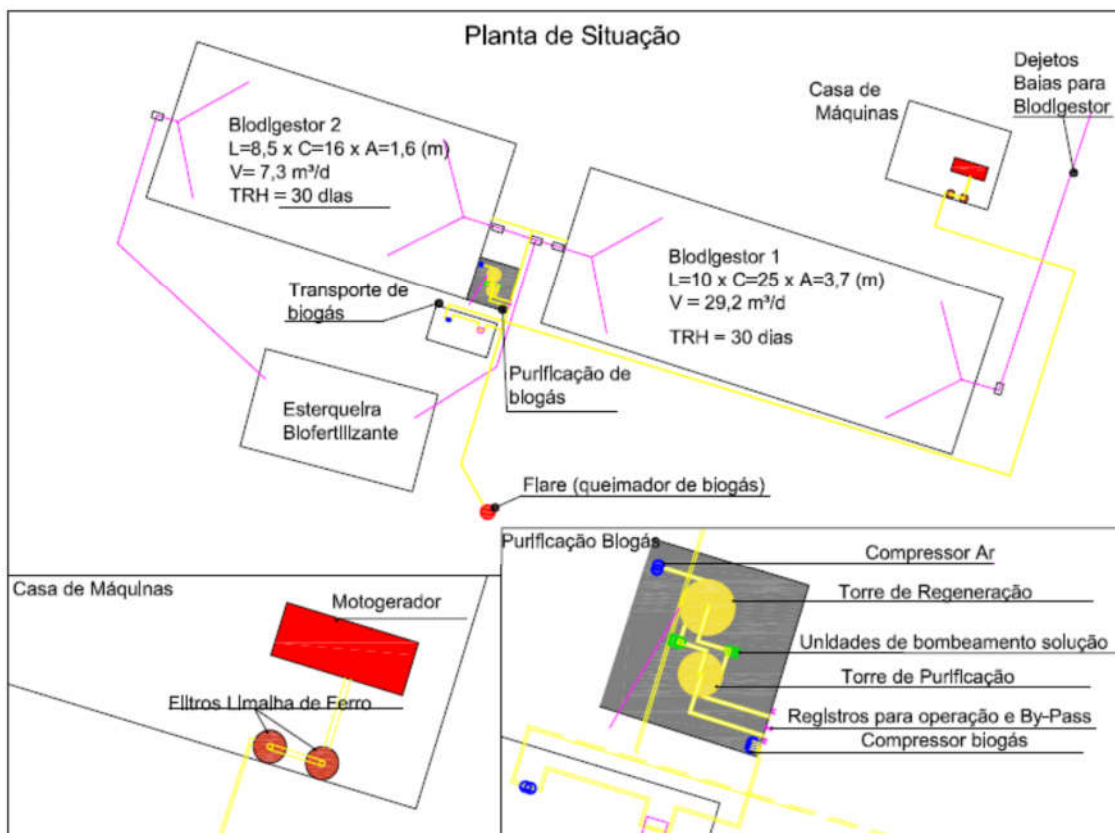 Planta de Situação
Dejetos
Baias para
Biodigestor
Casa de
Máquinas
Biodigestor 2
L=8,5 x C=16 x A=1,6 (m)
V= 7,3 m³/d
TRH = 30 dias
Biodigestor 1
L=10 x C=25 x A=3,7 (m)
V = 29,2 m³/d
TRH = 30 dias
Transporte de
biogás
Purificação de
biogás
Esterqueira
Biofertilizante
Flare (queimador de biogás)
Casa de Máquinas
Motogerador
Filtros Limalha de Ferro
Purificação Biogás
Compressor Ar
Torre de Regeneração
Unidades de bombeamento solução
Torre de Purificação
Registros para operação e By-Pass
Compressor biogás